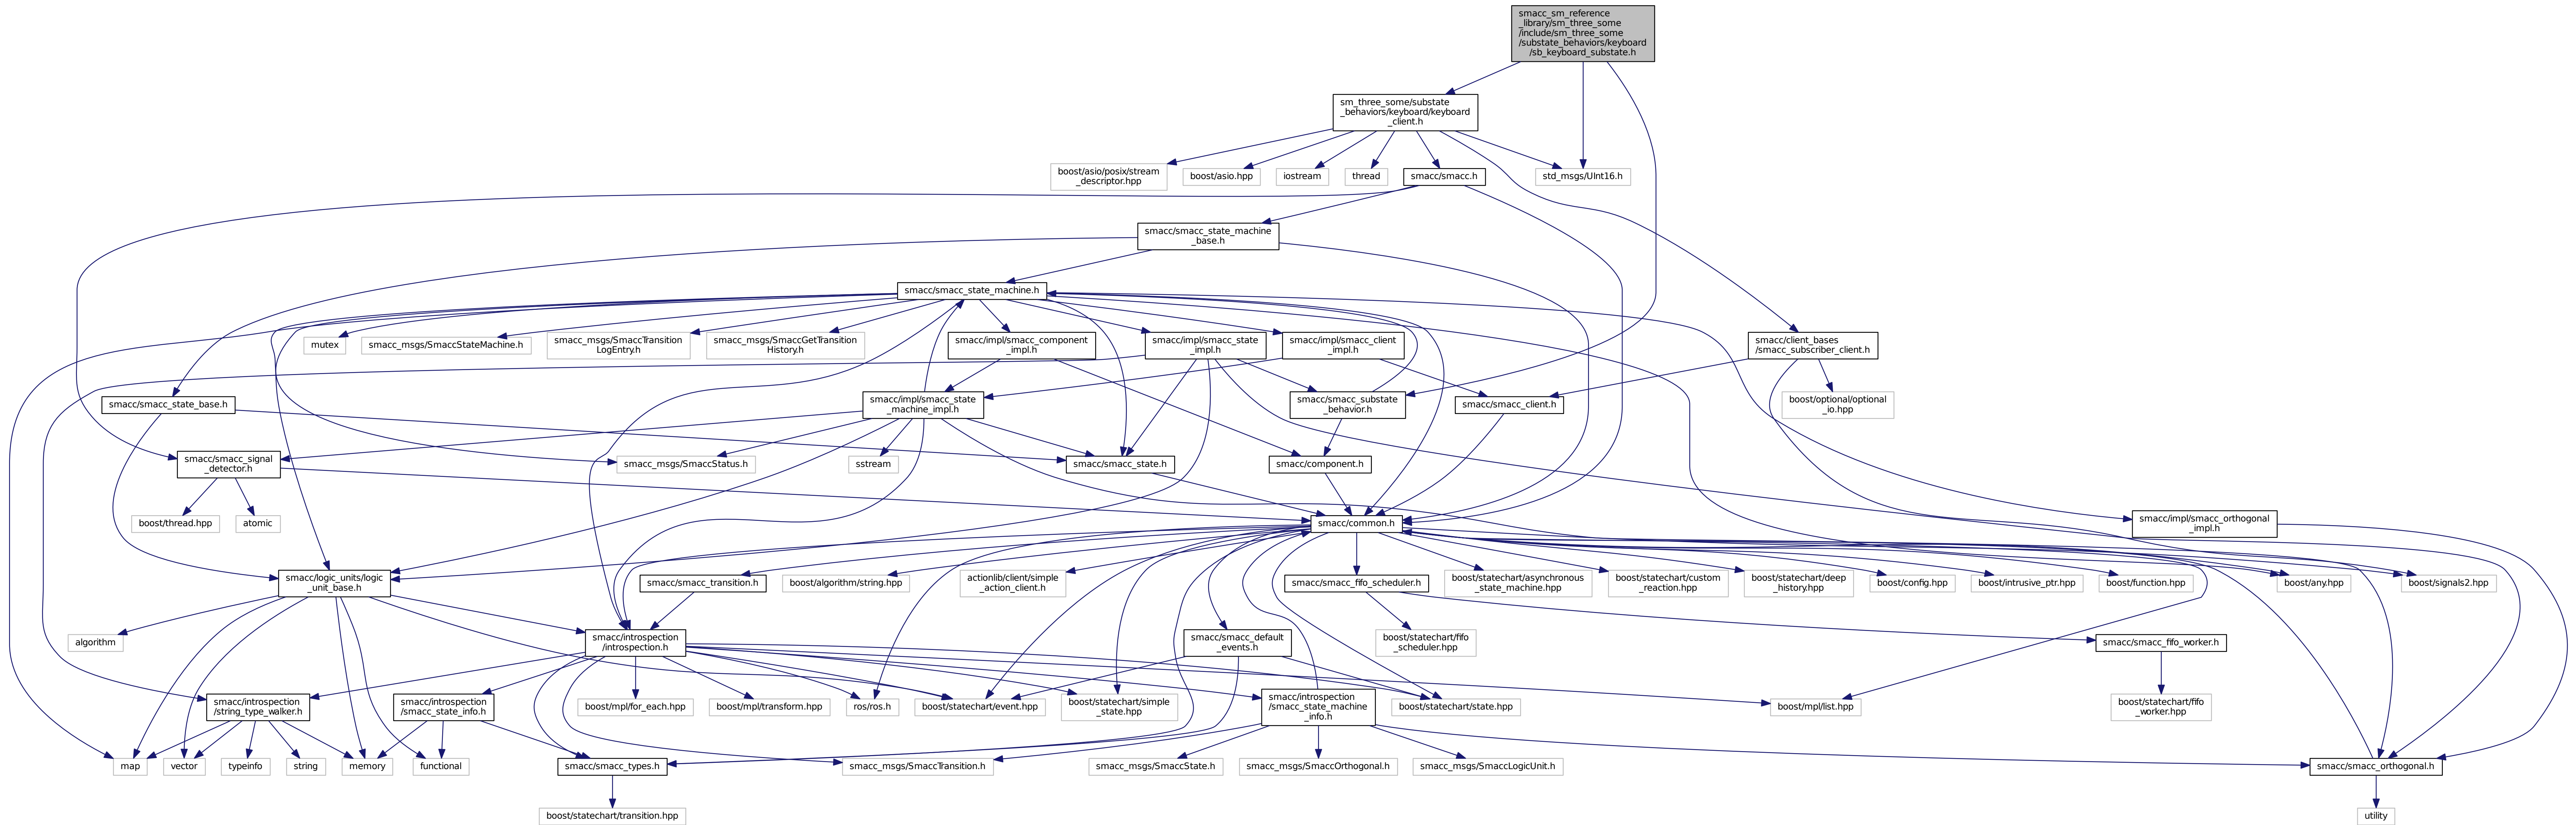 smacc_sm_reference
_library/sm_three_some
/include/sm_three_some
/substate_behaviors/keyboard
/sb_keyboard_substate.h
sm_three_some/substate
_behaviors/keyboard/keyboard
_client.h
boost/asio/posix/stream
_descriptor.hpp
boost/asio.hpp
iostream
thread
smacc/smacc.h
std_msgs/UInt16.h
smacc/smacc_state_machine
_base.h
smacc/smacc_state_machine.h
mutex
smacc_msgs/SmaccStateMachine.h
smacc_msgs/SmaccTransition
LogEntry.h
smacc_msgs/SmaccGetTransition
History.h
smacc/impl/smacc_component
_impl.h
smacc/impl/smacc_state
_impl.h
smacc/impl/smacc_client
_impl.h
smacc/client_bases
/smacc_subscriber_client.h
smacc/smacc_state_base.h
smacc/impl/smacc_state
_machine_impl.h
smacc/smacc_substate
_behavior.h
smacc/smacc_client.h
boost/optional/optional
_io.hpp
smacc/smacc_signal
_detector.h
smacc_msgs/SmaccStatus.h
sstream
smacc/smacc_state.h
smacc/component.h
boost/thread.hpp
atomic
smacc/common.h
smacc/impl/smacc_orthogonal
_impl.h
smacc/logic_units/logic
_unit_base.h
smacc/smacc_transition.h
boost/algorithm/string.hpp
actionlib/client/simple
_action_client.h
smacc/smacc_fifo_scheduler.h
boost/statechart/asynchronous
_state_machine.hpp
boost/statechart/custom
_reaction.hpp
boost/statechart/deep
_history.hpp
boost/config.hpp
boost/intrusive_ptr.hpp
boost/function.hpp
boost/any.hpp
boost/signals2.hpp
algorithm
smacc/introspection
/introspection.h
smacc/smacc_default
_events.h
boost/statechart/fifo
_scheduler.hpp
smacc/smacc_fifo_worker.h
smacc/introspection
/string_type_walker.h
smacc/introspection
/smacc_state_info.h
boost/mpl/for_each.hpp
boost/mpl/transform.hpp
ros/ros.h
boost/statechart/event.hpp
boost/statechart/simple
_state.hpp
smacc/introspection
/smacc_state_machine
_info.h
boost/statechart/state.hpp
boost/mpl/list.hpp
boost/statechart/fifo
_worker.hpp
map
vector
typeinfo
string
memory
functional
smacc/smacc_types.h
smacc_msgs/SmaccTransition.h
smacc_msgs/SmaccState.h
smacc_msgs/SmaccOrthogonal.h
smacc_msgs/SmaccLogicUnit.h
smacc/smacc_orthogonal.h
boost/statechart/transition.hpp
utility